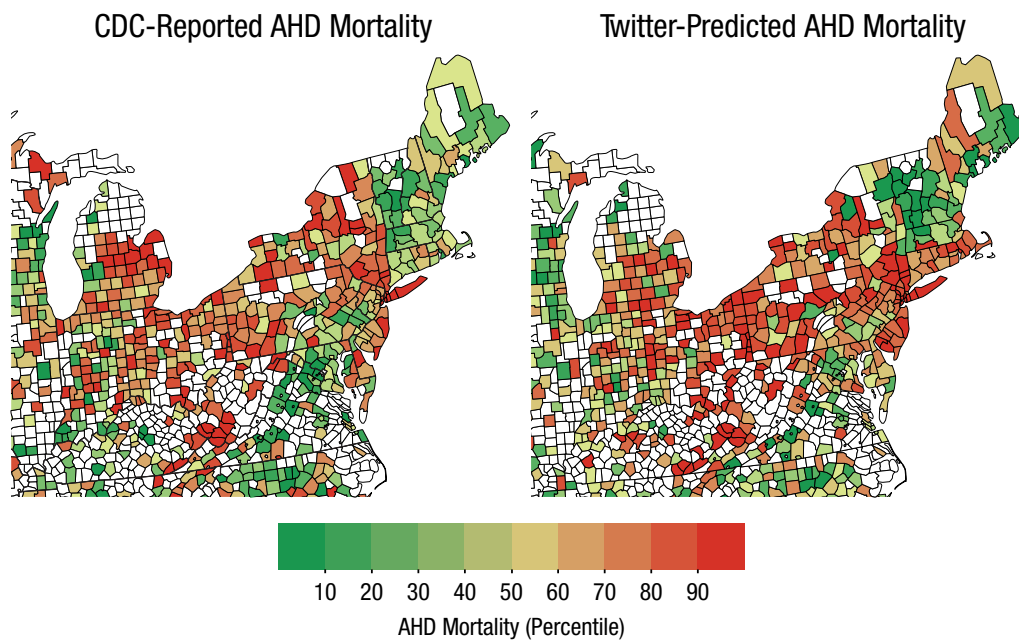 CDC-Reported AHD Mortality
Twitter-Predicted AHD Mortality
10 20 30 40 50 60 70 80 90
AHD Mortality (Percentile)